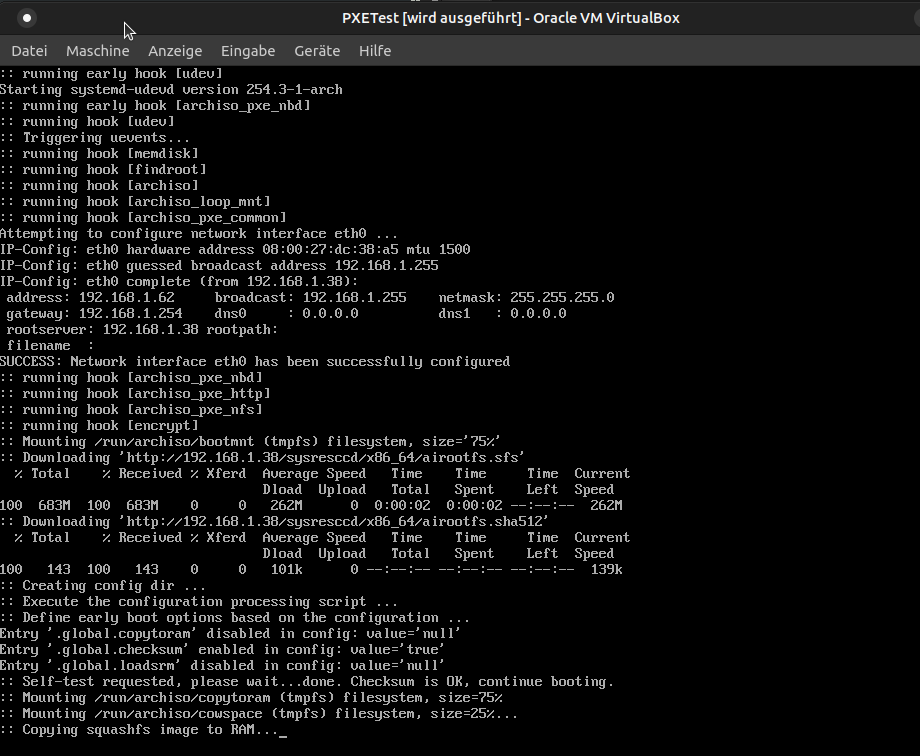 PXETest [wird ausgeführt] - Oracle VM VirtualBox
Datei Maschine Anzeige Eingabe Geräte Hilfe
:: running early hook [udev]
Starting systemd-udevd version 254.3-1-arch
:: running early hook [archiso_pxe_nbd]
:: running hook [udev]
:: Triggering uevents...
:: running hook [memdisk]
:: running hook [findroot]
:: running hook [archiso]
:: running hook [archiso_loop_mnt]
:: running hook [archiso_pxe_common]
Attempting to configure network interface eth0 ...
IP-Config: eth0 hardware address 08:00:27:dc:38:a5 mtu 1500
IP-Config: eth0 guessed broadcast address 192.168.1.255
IP-Config: eth0 complete (from 192.168.1.38):
 address: 192.168.1.62     broadcast: 192.168.1.255    netmask: 255.255.255.0
 gateway: 192.168.1.254    dns0     : 0.0.0.0          dns1   : 0.0.0.0
 rootserver: 192.168.1.38 rootpath:
 filename  :
SUCCESS: Network interface eth0 has been successfully configured
:: running hook [archiso_pxe_nbd]
:: running hook [archiso_pxe_http]
:: running hook [archiso_pxe_nfs]
:: running hook [encrypt]
:: Mounting /run/archiso/bootmnt (tmpfs) filesystem, size='75%'
:: Downloading 'http://192.168.1.38/sysresccd/x86_64/airootfs.sfs'
  % Total    % Received % Xferd  Average Speed   Time    Time     Time  Current
                                 Dload  Upload   Total   Spent    Left  Speed
100  683M  100  683M    0     0   262M      0  0:00:02  0:00:02 --:--:--  262M
:: Downloading 'http://192.168.1.38/sysresccd/x86_64/airootfs.sha512'
  % Total    % Received % Xferd  Average Speed   Time    Time     Time  Current
                                 Dload  Upload   Total   Spent    Left  Speed
100   143  100   143    0     0   101k      0 --:--:-- --:--:-- --:--:--  139k
:: Creating config dir ...
:: Execute the configuration processing script ...
:: Define early boot options based on the configuration ...
Entry '.global.copytoram' disabled in config: value='null'
Entry '.global.checksum' enabled in config: value='true'
Entry '.global.loadsrm' disabled in config: value='null'
:: Self-test requested, please wait...done. Checksum is OK, continue booting.
:: Mounting /run/archiso/copytoram (tmpfs) filesystem, size=75%
:: Mounting /run/archiso/cowspace (tmpfs) filesystem, size=25%...
:: Copying squashfs image to RAM..._